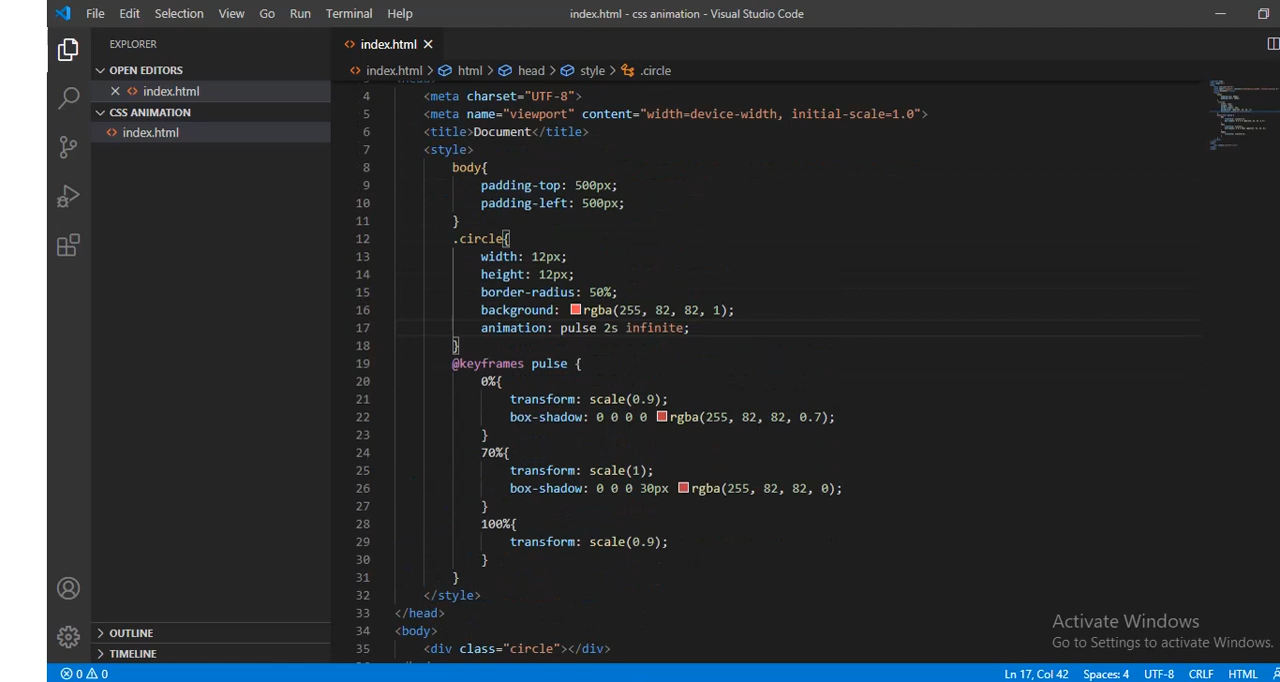 File Edit Selection View Go Run Terminal Help index.html - css animation - Visual Studio Code
EXPLORER
OPEN EDITORS
index.html
CSS ANIMATION
index.html
OUTLINE
TIMELINE
index.html
index.html > html > head > style > .circle
4 <meta charset="UTF-8">
5 <meta name="viewport" content="width=device-width, initial-scale=1.0">
6 <title>Document</title>
7 <style>
8 body{
9 padding-top: 500px;
10 padding-left: 500px;
11 }
12 .circle{
13 width: 12px;
14 height: 12px;
15 border-radius: 50%;
16 background: rgba(255, 82, 82, 1);
17 animation: pulse 2s infinite;
18 }
19 @keyframes pulse {
20 0%{
21 transform: scale(0.9);
22 box-shadow: 0 0 0 0 rgba(255, 82, 82, 0.7);
23 }
24 70%{
25 transform: scale(1);
26 box-shadow: 0 0 0 30px rgba(255, 82, 82, 0);
27 }
28 100%{
29 transform: scale(0.9);
30 }
31 }
32 </style>
33 </head>
34 <body>
35 <div class="circle"></div>
Activate Windows
Go to Settings to activate Windows.
0 0 Ln 17, Col 42 Spaces: 4 UTF-8 CRLF HTML